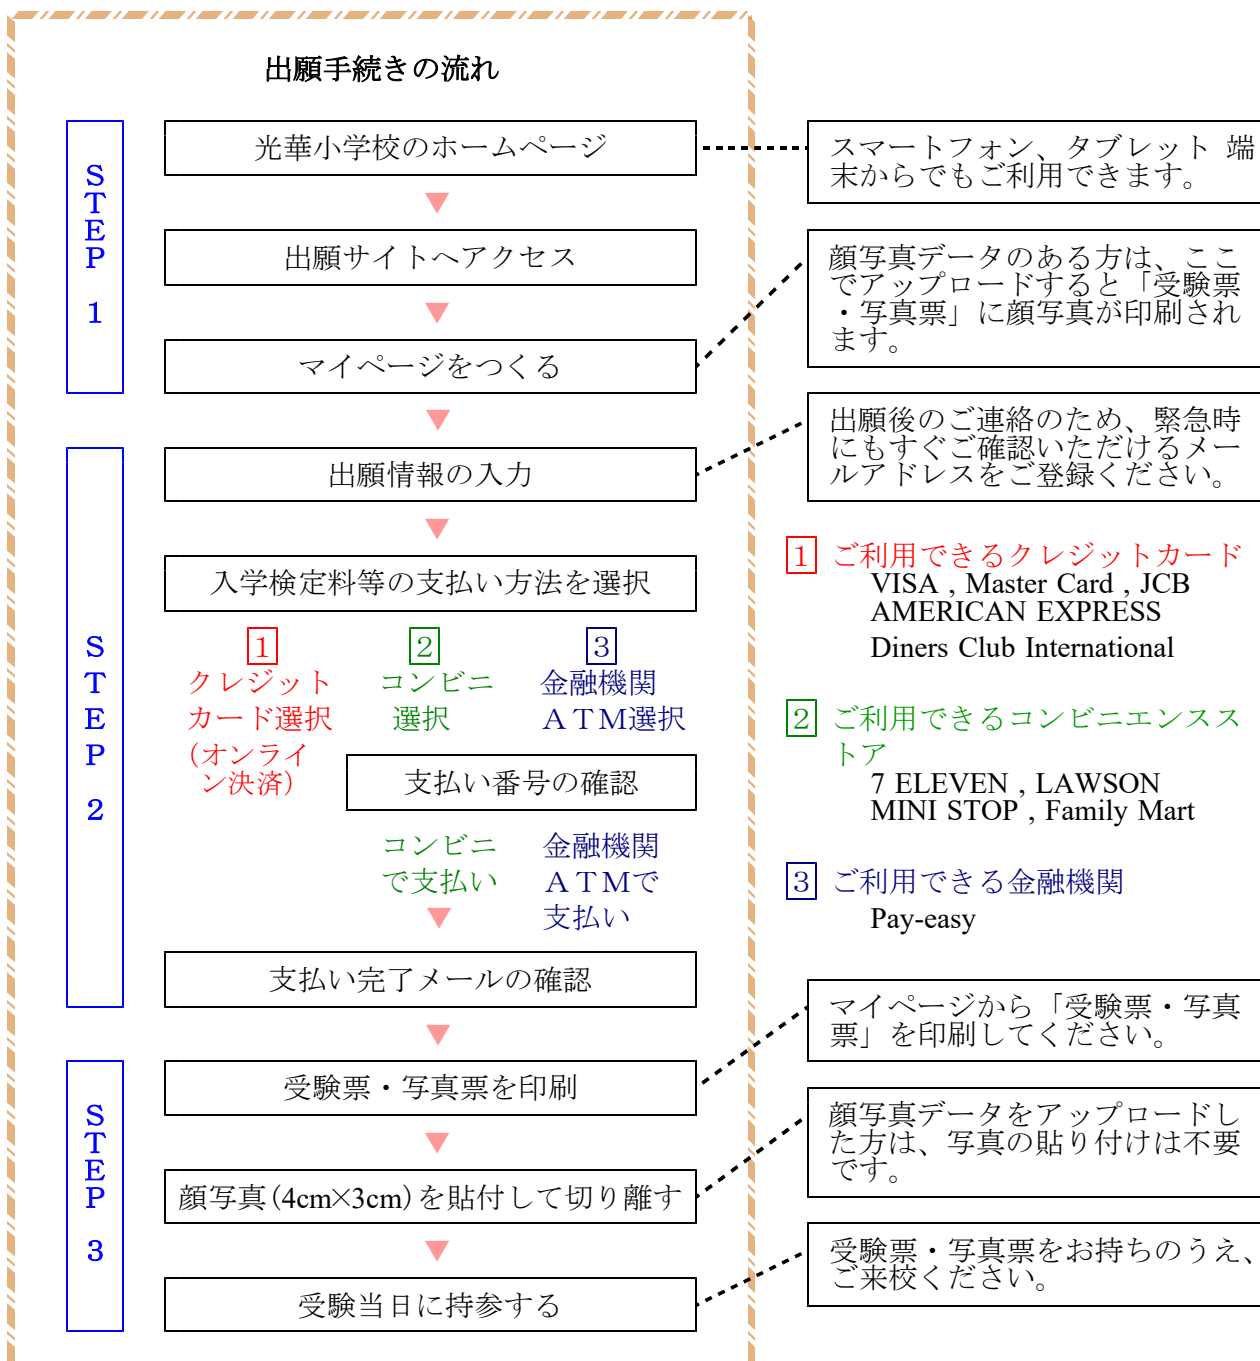 出願手続きの流れ
STEP 1
光華小学校のホームページ
スマートフォン、タブレット 端
末からでもご利用できます。
出願サイトへアクセス
マイページをつくる
顔写真データのある方は、ここ
でアップロードすると「受験票
・写真票」に顔写真が印刷され
ます。
STEP 2
出願情報の入力
出願後のご連絡のため、緊急時
にもすぐご確認いただけるメー
ルアドレスをご登録ください。
入学検定料等の支払い方法を選択
1
クレジット
カード選択
(オンライ
ン決済)
2
コンビニ
選択
3
金融機関
ATM選択
支払い番号の確認
コンビニ
で支払い
金融機関
ATMで
支払い
1 ご利用できるクレジットカード
VISA , Master Card , JCB
AMERICAN EXPRESS
Diners Club International
2 ご利用できるコンビニエンスス
トア
7 ELEVEN , LAWSON
MINI STOP , Family Mart
3 ご利用できる金融機関
Pay-easy
支払い完了メールの確認
STEP 3
受験票・写真票を印刷
マイページから「受験票・写真
票」を印刷してください。
顔写真(4cm×3cm)を貼付して切り離す
顔写真データをアップロードし
た方は、写真の貼り付けは不要
です。
受験当日に持参する
受験票・写真票をお持ちのうえ、
ご来校ください。